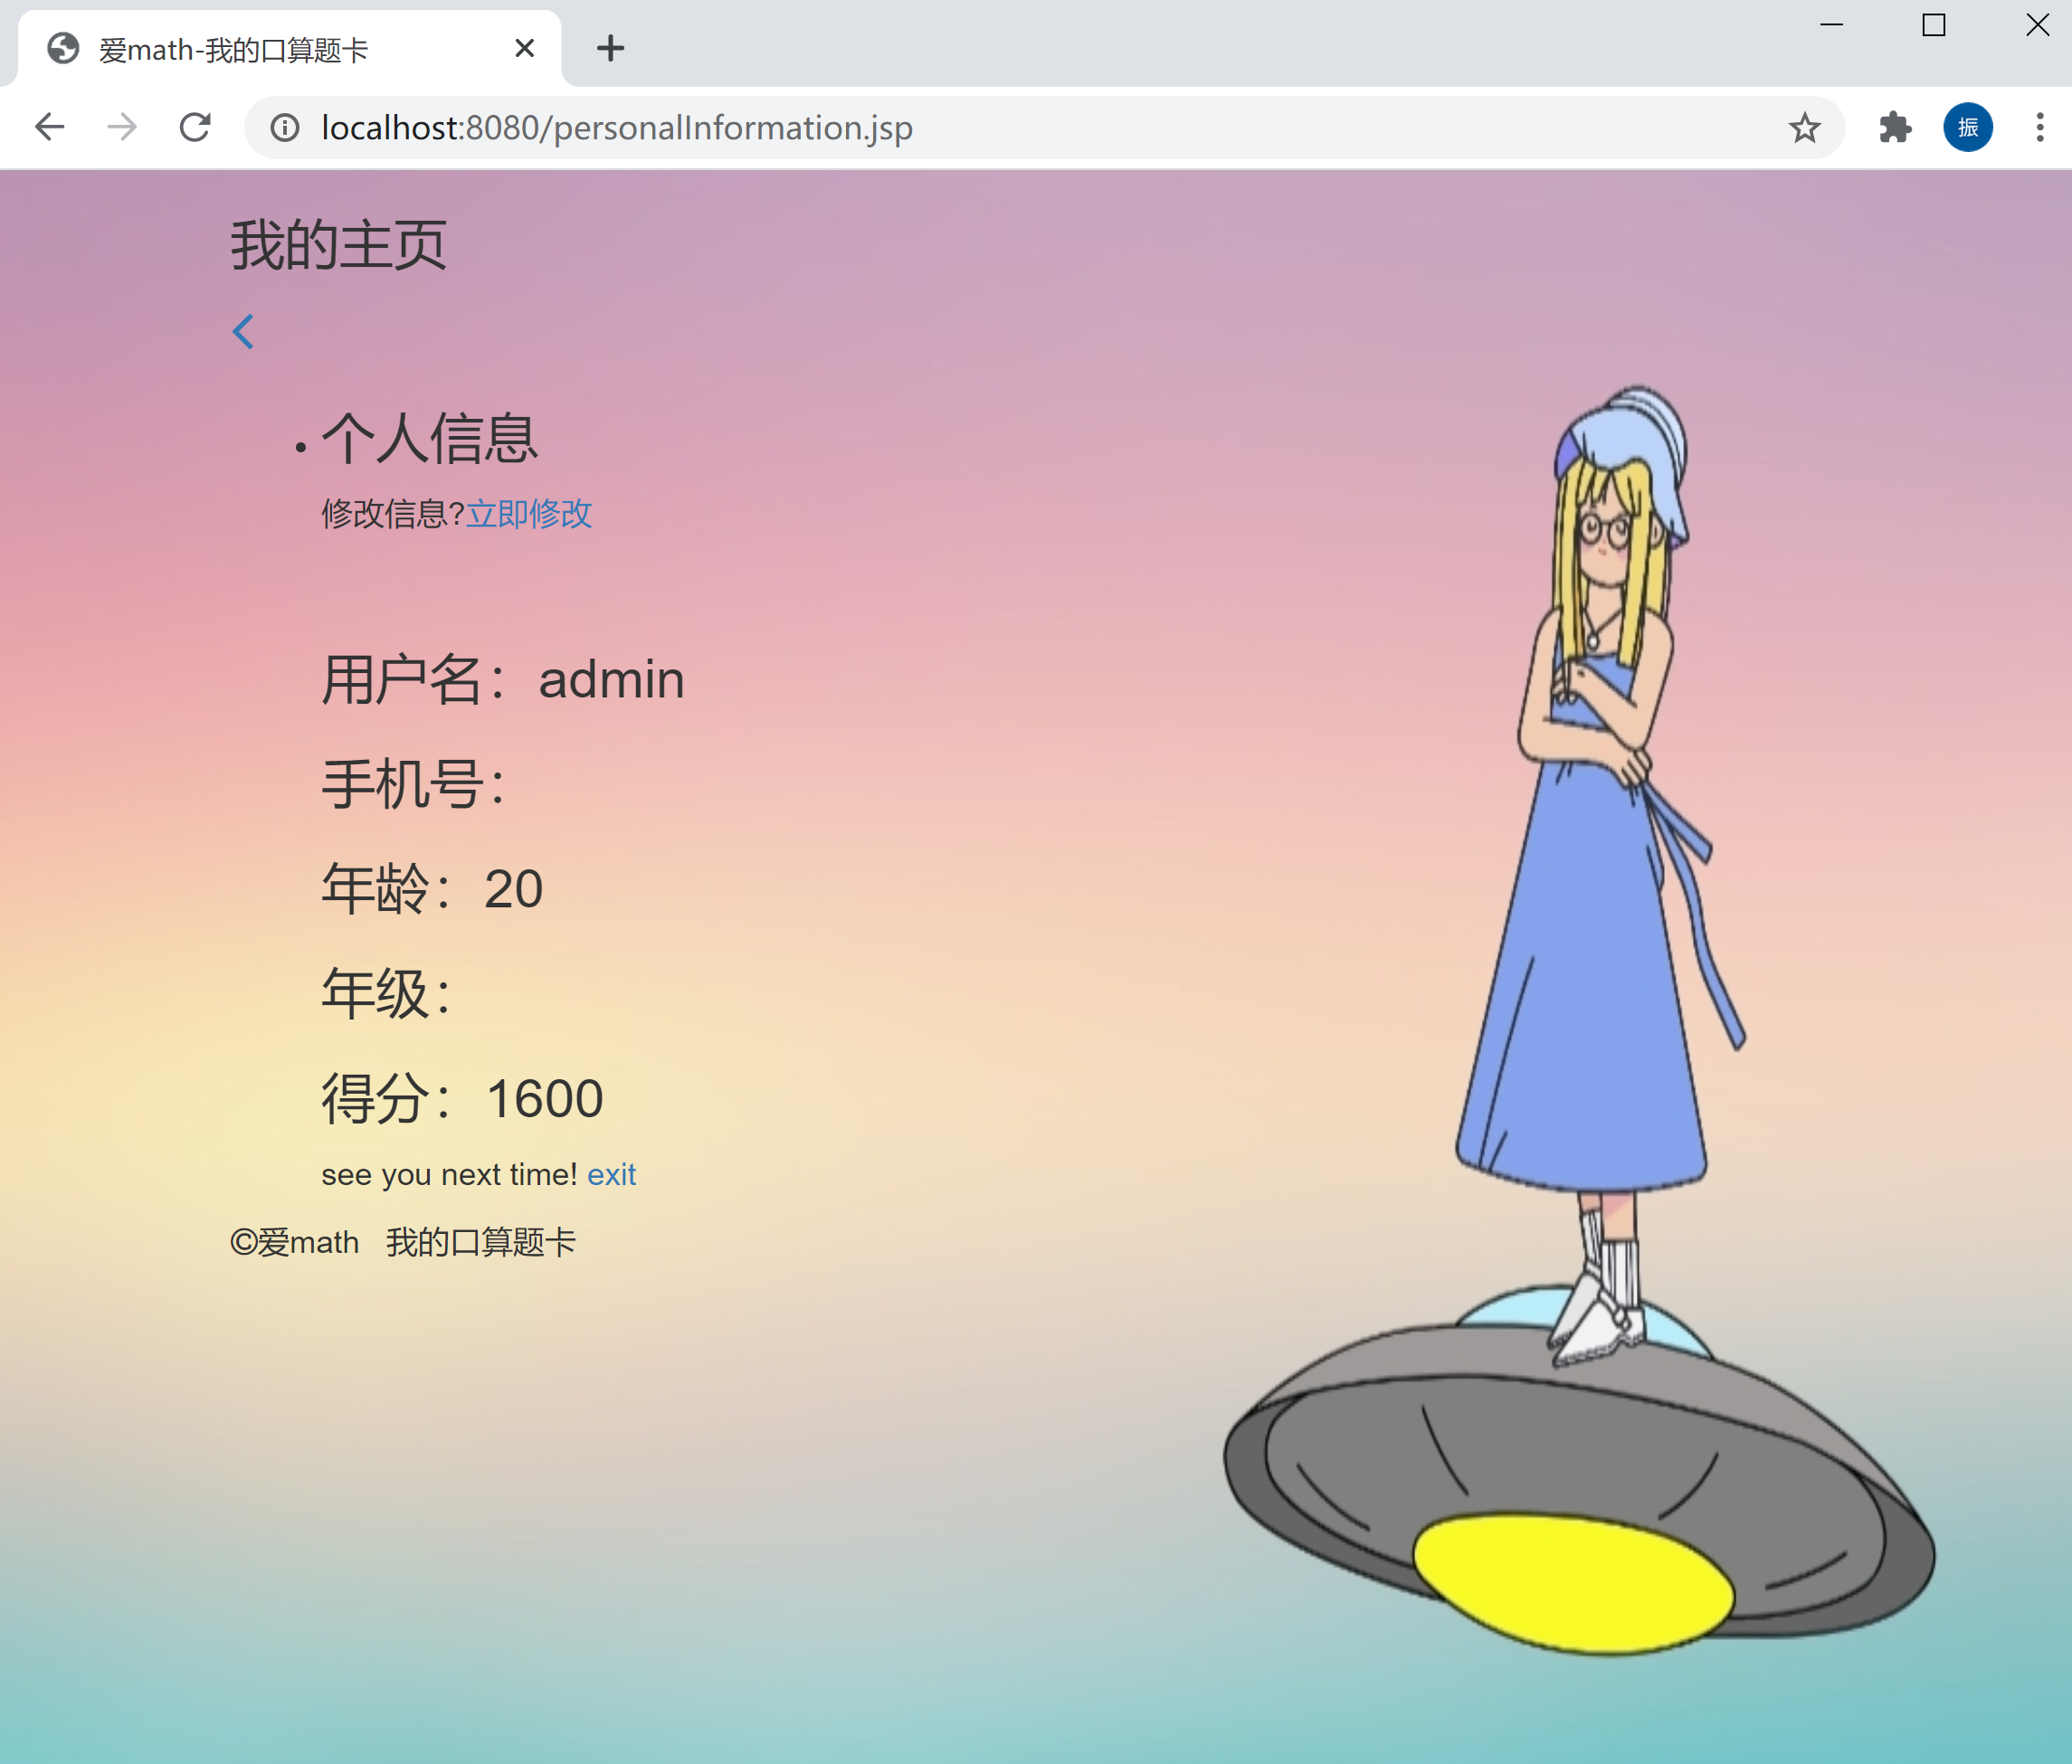 爱math-我的口算题卡
localhost:8080/personalInformation.jsp
振
我的主页
个人信息
修改信息?立即修改
用户名：admin
手机号：
年龄：20
年级：
得分：1600
see you next time! exit
©爱math 我的口算题卡